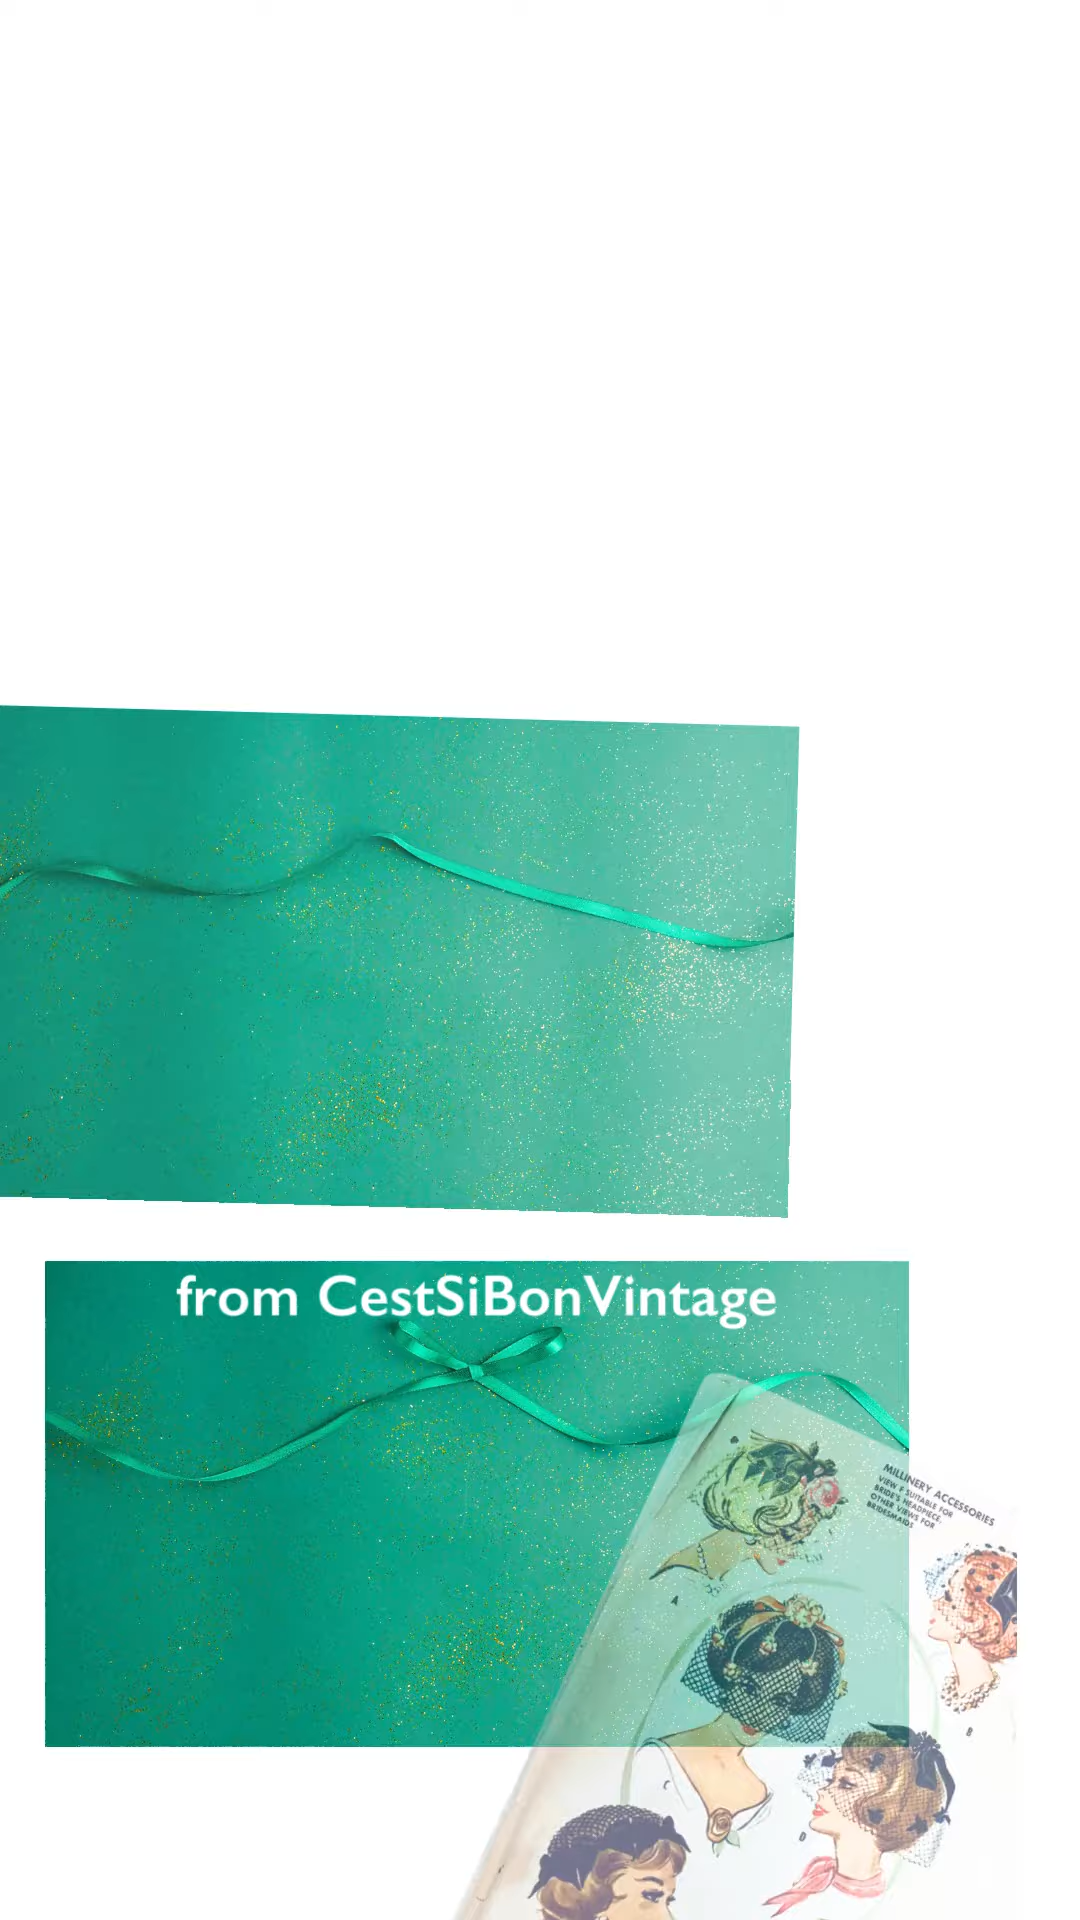 from CestSiBonVintage
MILLINERY ACCESSORIES
VIEW F SUITABLE FOR
BRIDE'S HEADPIECE,
OTHER VIEWS FOR
BRIDESMAIDS
A
B
C
D